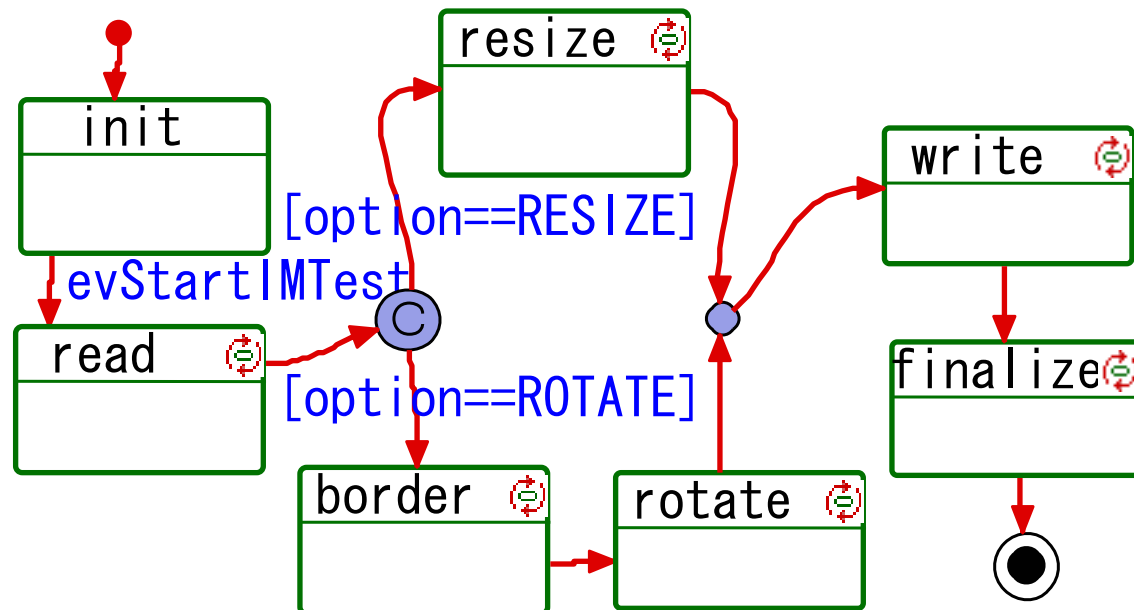 init
evStartIMTest
read
C
[option==RESIZE]
resize
[option==ROTATE]
border
rotate
write
finalize